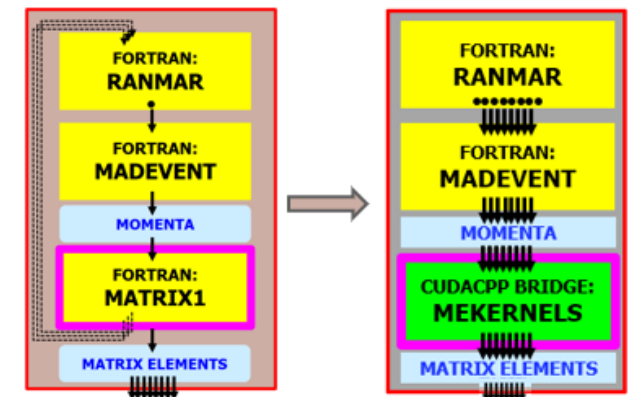 FORTRAN:
RANMAR
FORTRAN:
MADEVENT
MOMENTA
FORTRAN:
MATRIX1
MATRIX ELEMENTS
FORTRAN:
RANMAR
FORTRAN:
MADEVENT
MOMENTA
CUDACPP BRIDGE:
MEKERNELS
MATRIX ELEMENTS